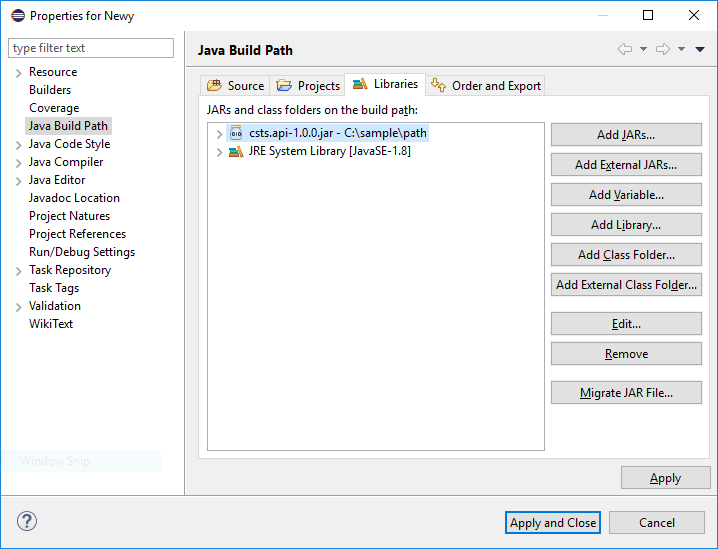 Properties for Newy
type filter text
Java Build Path
Resource
Builders
Coverage
Java Build Path
Java Code Style
Java Compiler
Java Editor
Javadoc Location
Project Natures
Project References
Run/Debug Settings
Task Repository
Task Tags
Validation
WikiText
Window Snip
Source
Projects
Libraries
Order and Export
JARs and class folders on the build path:
csts.api-1.0.0.jar - C:\sample\path
JRE System Library [JavaSE-1.8]
Add JARs...
Add External JARs...
Add Variable...
Add Library...
Add Class Folder...
Add External Class Folder...
Edit...
Remove
Migrate JAR File...
Apply
?
Apply and Close
Cancel